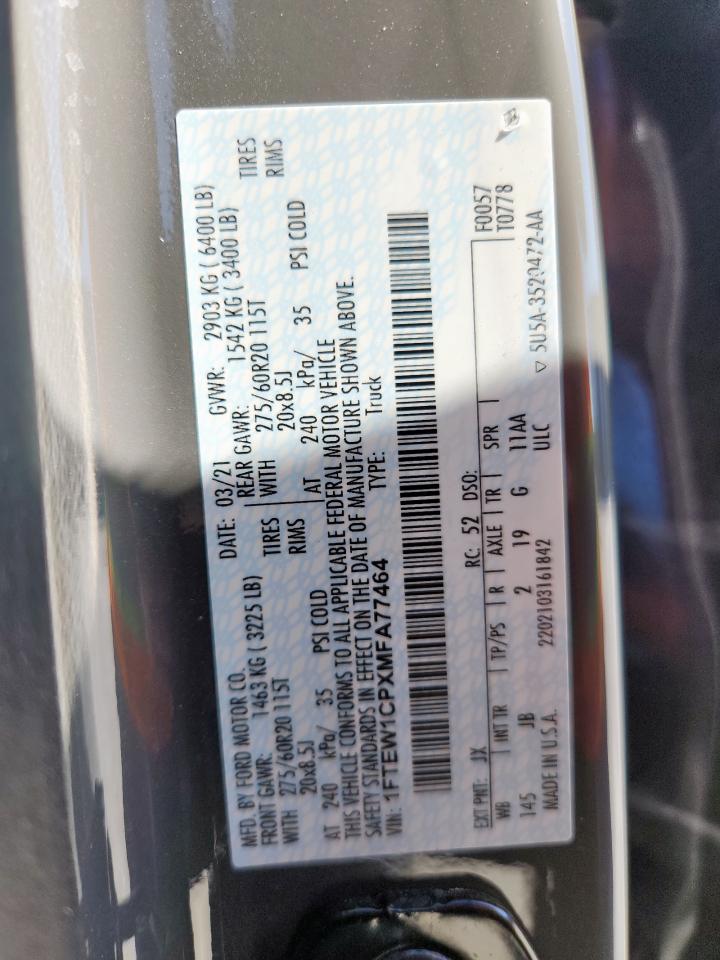 MFD. BY FORD MOTOR CO. DATE: 03/21 GVWR: 2903 KG ( 6400 LB)
FRONT GAWR: 1463 KG ( 3225 LB) REAR GAWR: 1542 KG ( 3400 LB)
WITH 275/60R20 115T TIRES WITH 275/60R20 115T TIRES
20x8.5J RIMS 20x8.5J RIMS
AT 240 kPa/ 35 PSI COLD AT 240 kPa/ 35 PSI COLD
THIS VEHICLE CONFORMS TO ALL APPLICABLE FEDERAL MOTOR VEHICLE
SAFETY STANDARDS IN EFFECT ON THE DATE OF MANUFACTURE SHOWN ABOVE.
VIN: 1FTEW1CPXMFA77464 TYPE: Truck
EXT PNT: JX RC: 52 DSO: F0057
WB INT TR TP/PS R AXLE TR SPR T0778
145 JB 2 19 G 11AA
ULC
MADE IN U.S.A. 2202103161842 ▽ 5U5A-3520472-AA